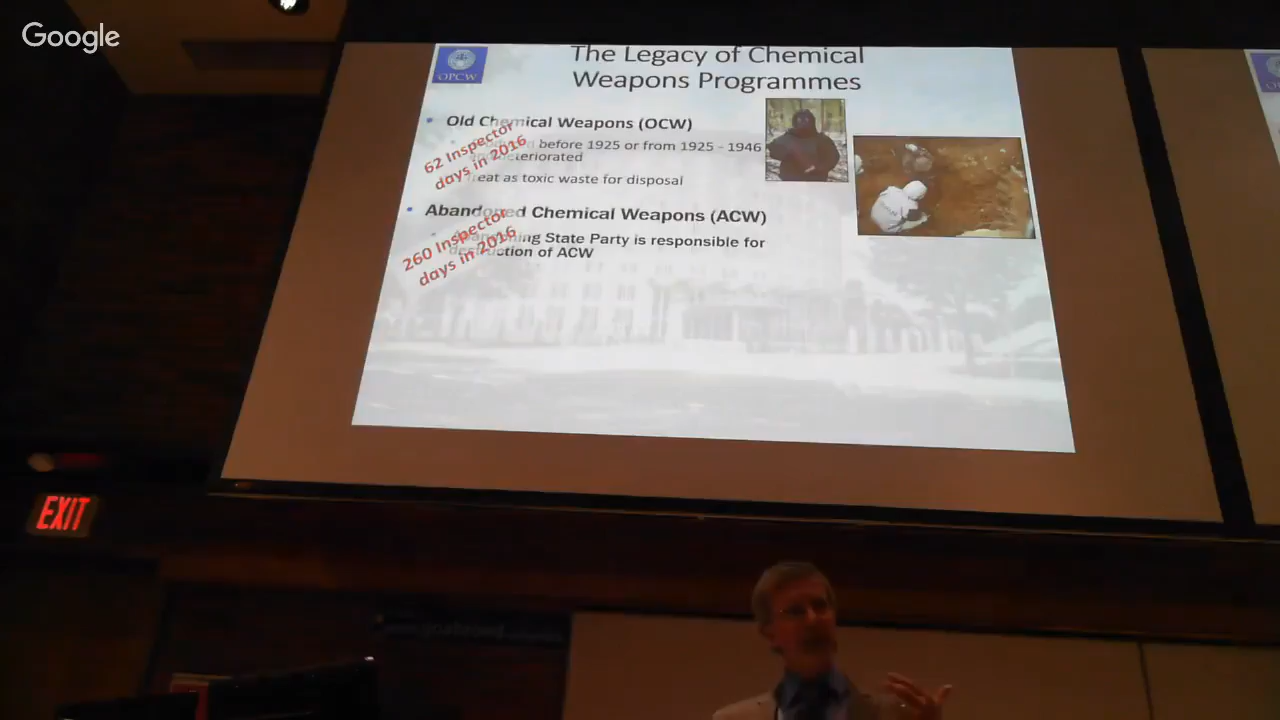 Google
OPCW
The Legacy of Chemical
Weapons Programmes
• Old Chemical Weapons (OCW)
before 1925 or from 1925 - 1946
deteriorated
eat as toxic waste for disposal
62 Inspector
days in 2016
• Abandoned Chemical Weapons (ACW)
ing State Party is responsible for
destruction of ACW
260 Inspector
days in 2016
EXIT